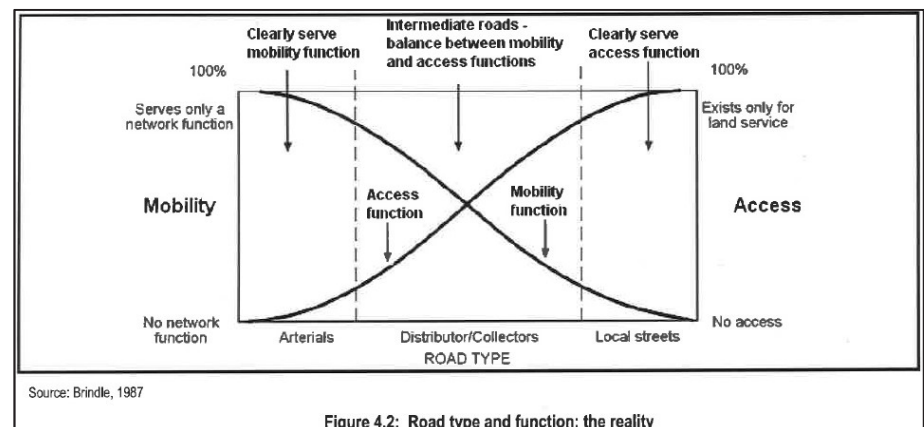 Clearly serve
mobility function
Intermediate roads -
balance between mobility
and access functions
Clearly serve
access function
100%
100%
Serves only a
network function
Exists only for
land service
Mobility
Access
function
Mobility
function
Access
No network
function
Arterials
Distributor/Collectors
Local streets
No access
ROAD TYPE
Source: Brindle, 1987
Figure 4.2: Road type and function: the reality